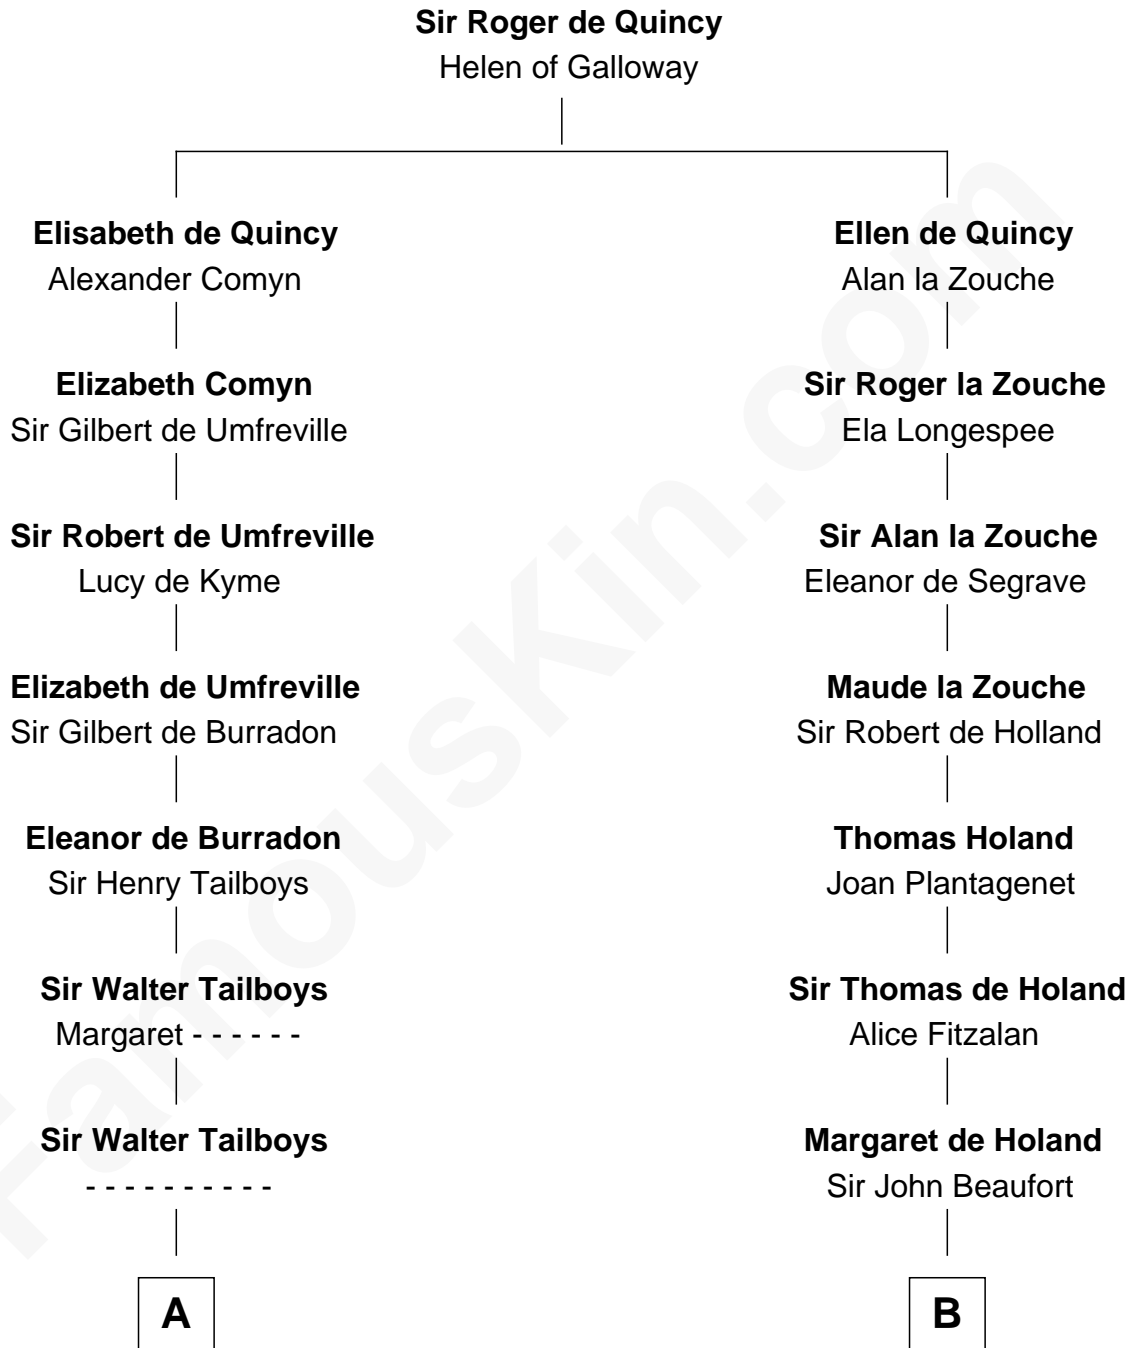 Sir Roger de Quincy
Helen of Galloway
Elisabeth de Quincy
Alexander Comyn
Ellen de Quincy
Alan la Zouche
Elizabeth Comyn
Sir Gilbert de Umfreville
Sir Roger la Zouche
Ela Longespee
Sir Robert de Umfreville
Lucy de Kyme
Sir Alan la Zouche
Eleanor de Segrave
Elizabeth de Umfreville
Sir Gilbert de Burradon
Maude la Zouche
Sir Robert de Holland
Eleanor de Burradon
Sir Henry Tailboys
Thomas Holand
Joan Plantagenet
Sir Walter Tailboys
Margaret - - - - - -
Sir Thomas de Holand
Alice Fitzalan
Sir Walter Tailboys
- - - - - - - - - -
Margaret de Holand
Sir John Beaufort
A
B
FamousKin.com